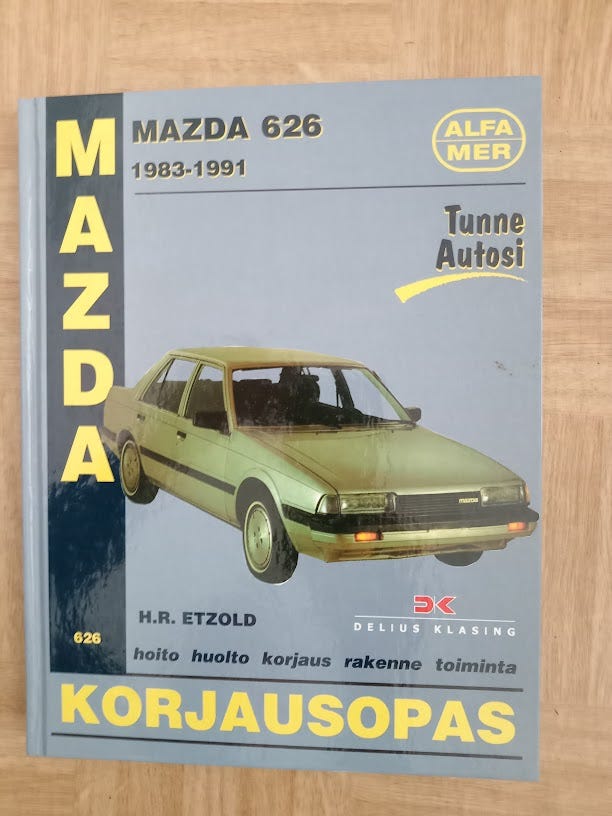 MAZDA
MAZDA 626
1983-1991
ALFA
MER
Tunne
Autosi
mazda
H.R. ETZOLD
DK
DELIUS KLASING
626
hoito huolto korjaus rakenne toiminta
KORJAUSOPAS